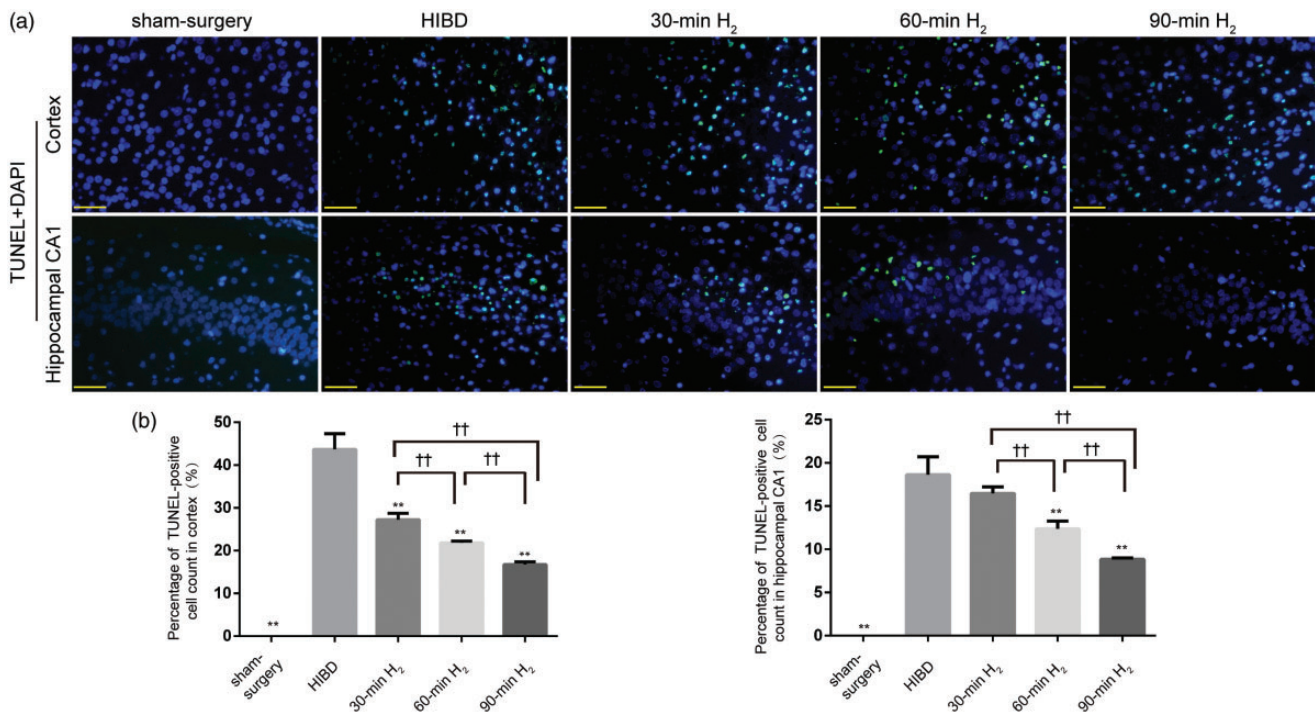 (a)
sham-surgery
HIBD
30-min H₂
60-min H₂
90-min H₂
TUNEL+DAPI
Cortex
Hippocampal CA1
(b)
Percentage of TUNEL-positive
cell count in cortex (%)
50
40
30
20
10
0
**
**
**
**
††
††
††
sham-
surgery
HIBD
30-min H₂
60-min H₂
90-min H₂
Percentage of TUNEL-positive cell
count in hippocampal CA1 (%)
25
20
15
10
5
0
**
**
**
††
††
††
sham-
surgery
HIBD
30-min H₂
60-min H₂
90-min H₂